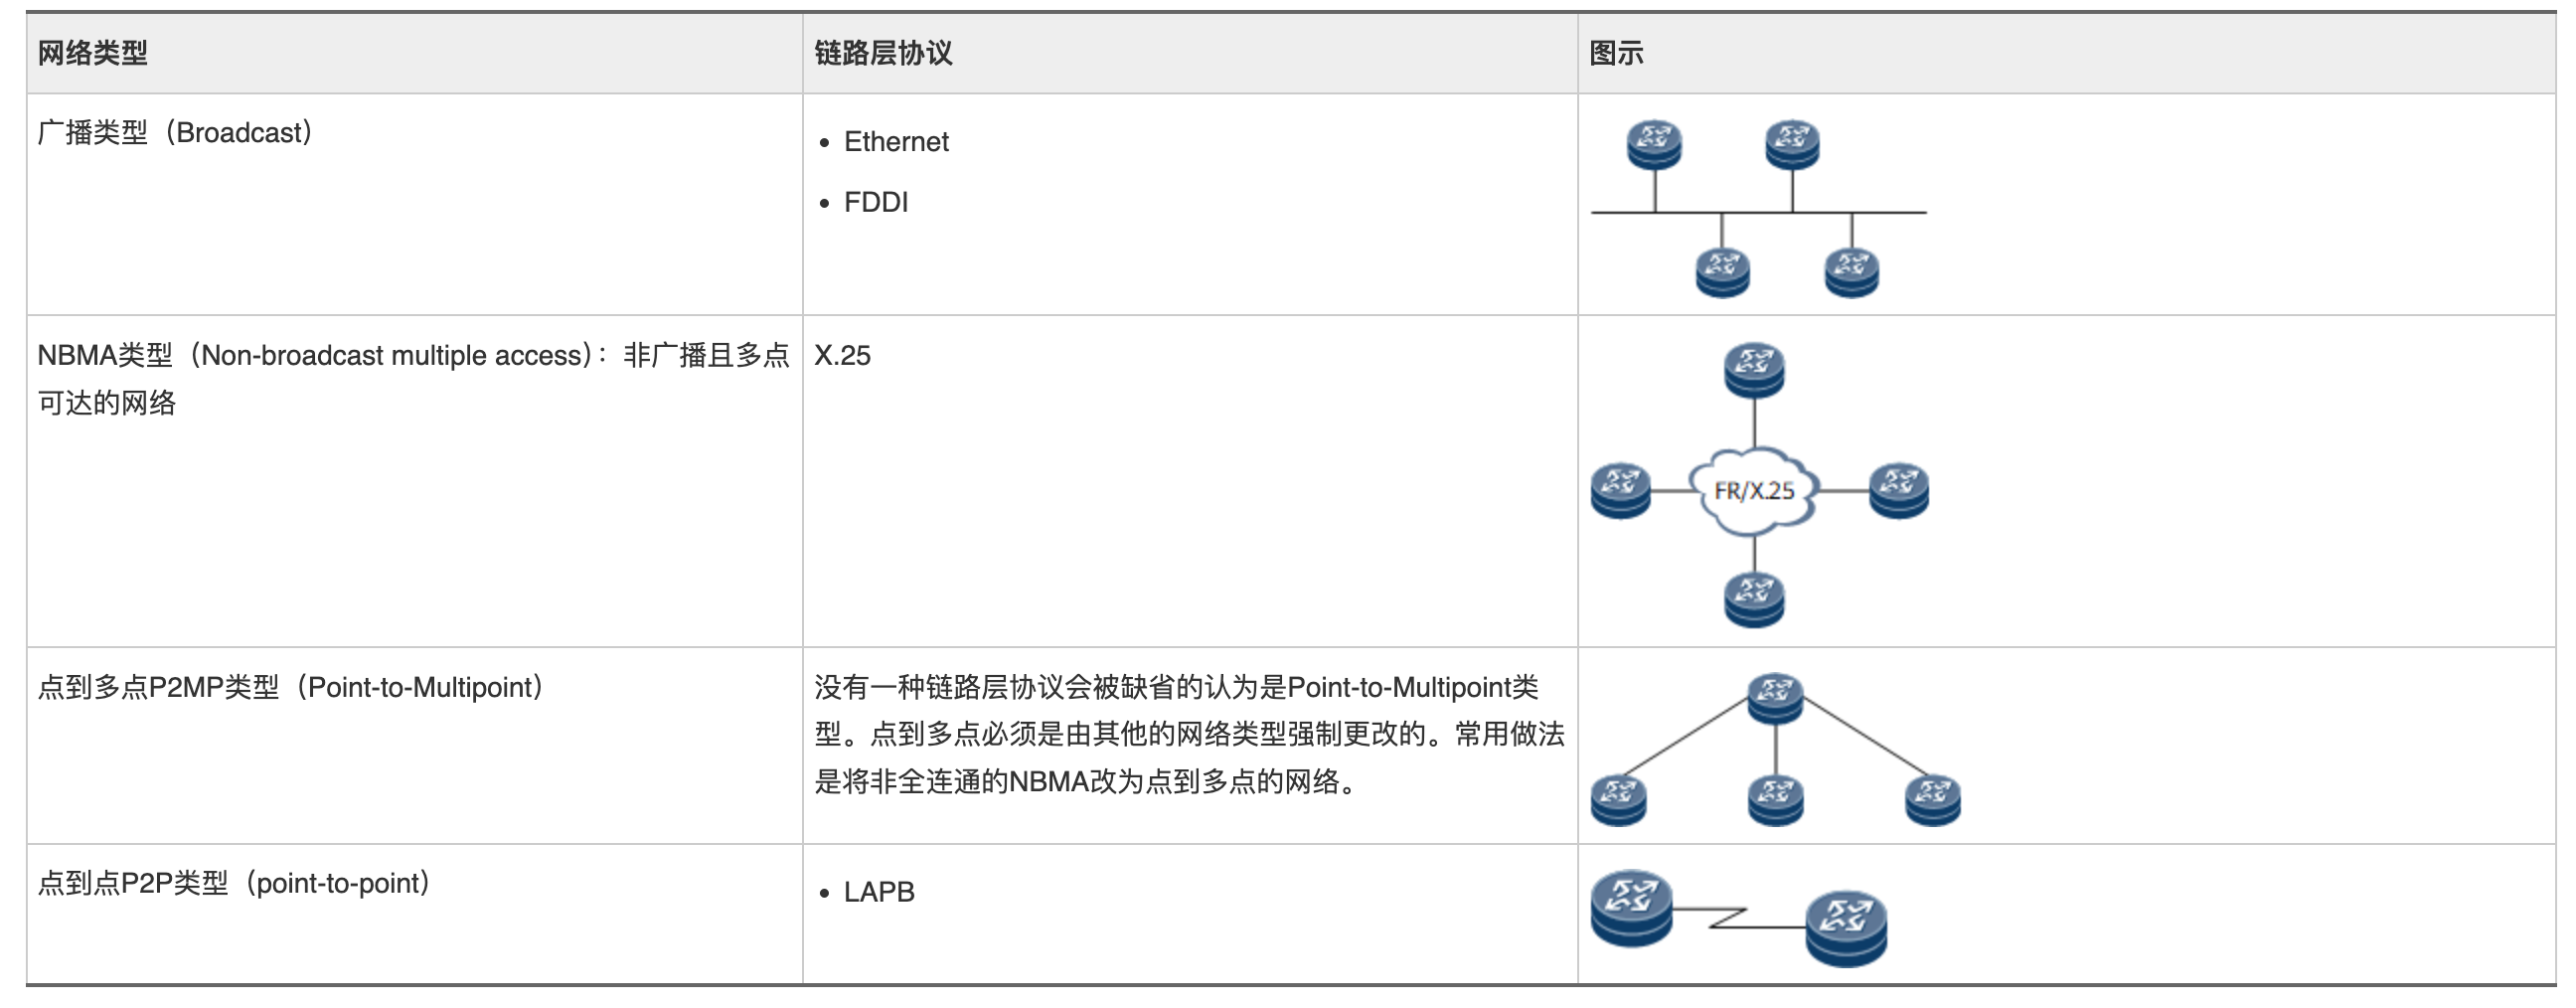 网络类型
链路层协议
图示
广播类型（Broadcast）
• Ethernet
• FDDI
NBMA类型（Non-broadcast multiple access）：非广播且多点
可达的网络
X.25
FR/X.25
点到多点P2MP类型（Point-to-Multipoint）
没有一种链路层协议会被缺省的认为是Point-to-Multipoint类
型。点到多点必须是由其他的网络类型强制更改的。常用做法
是将非全连通的NBMA改为点到多点的网络。
点到点P2P类型（point-to-point）
• LAPB